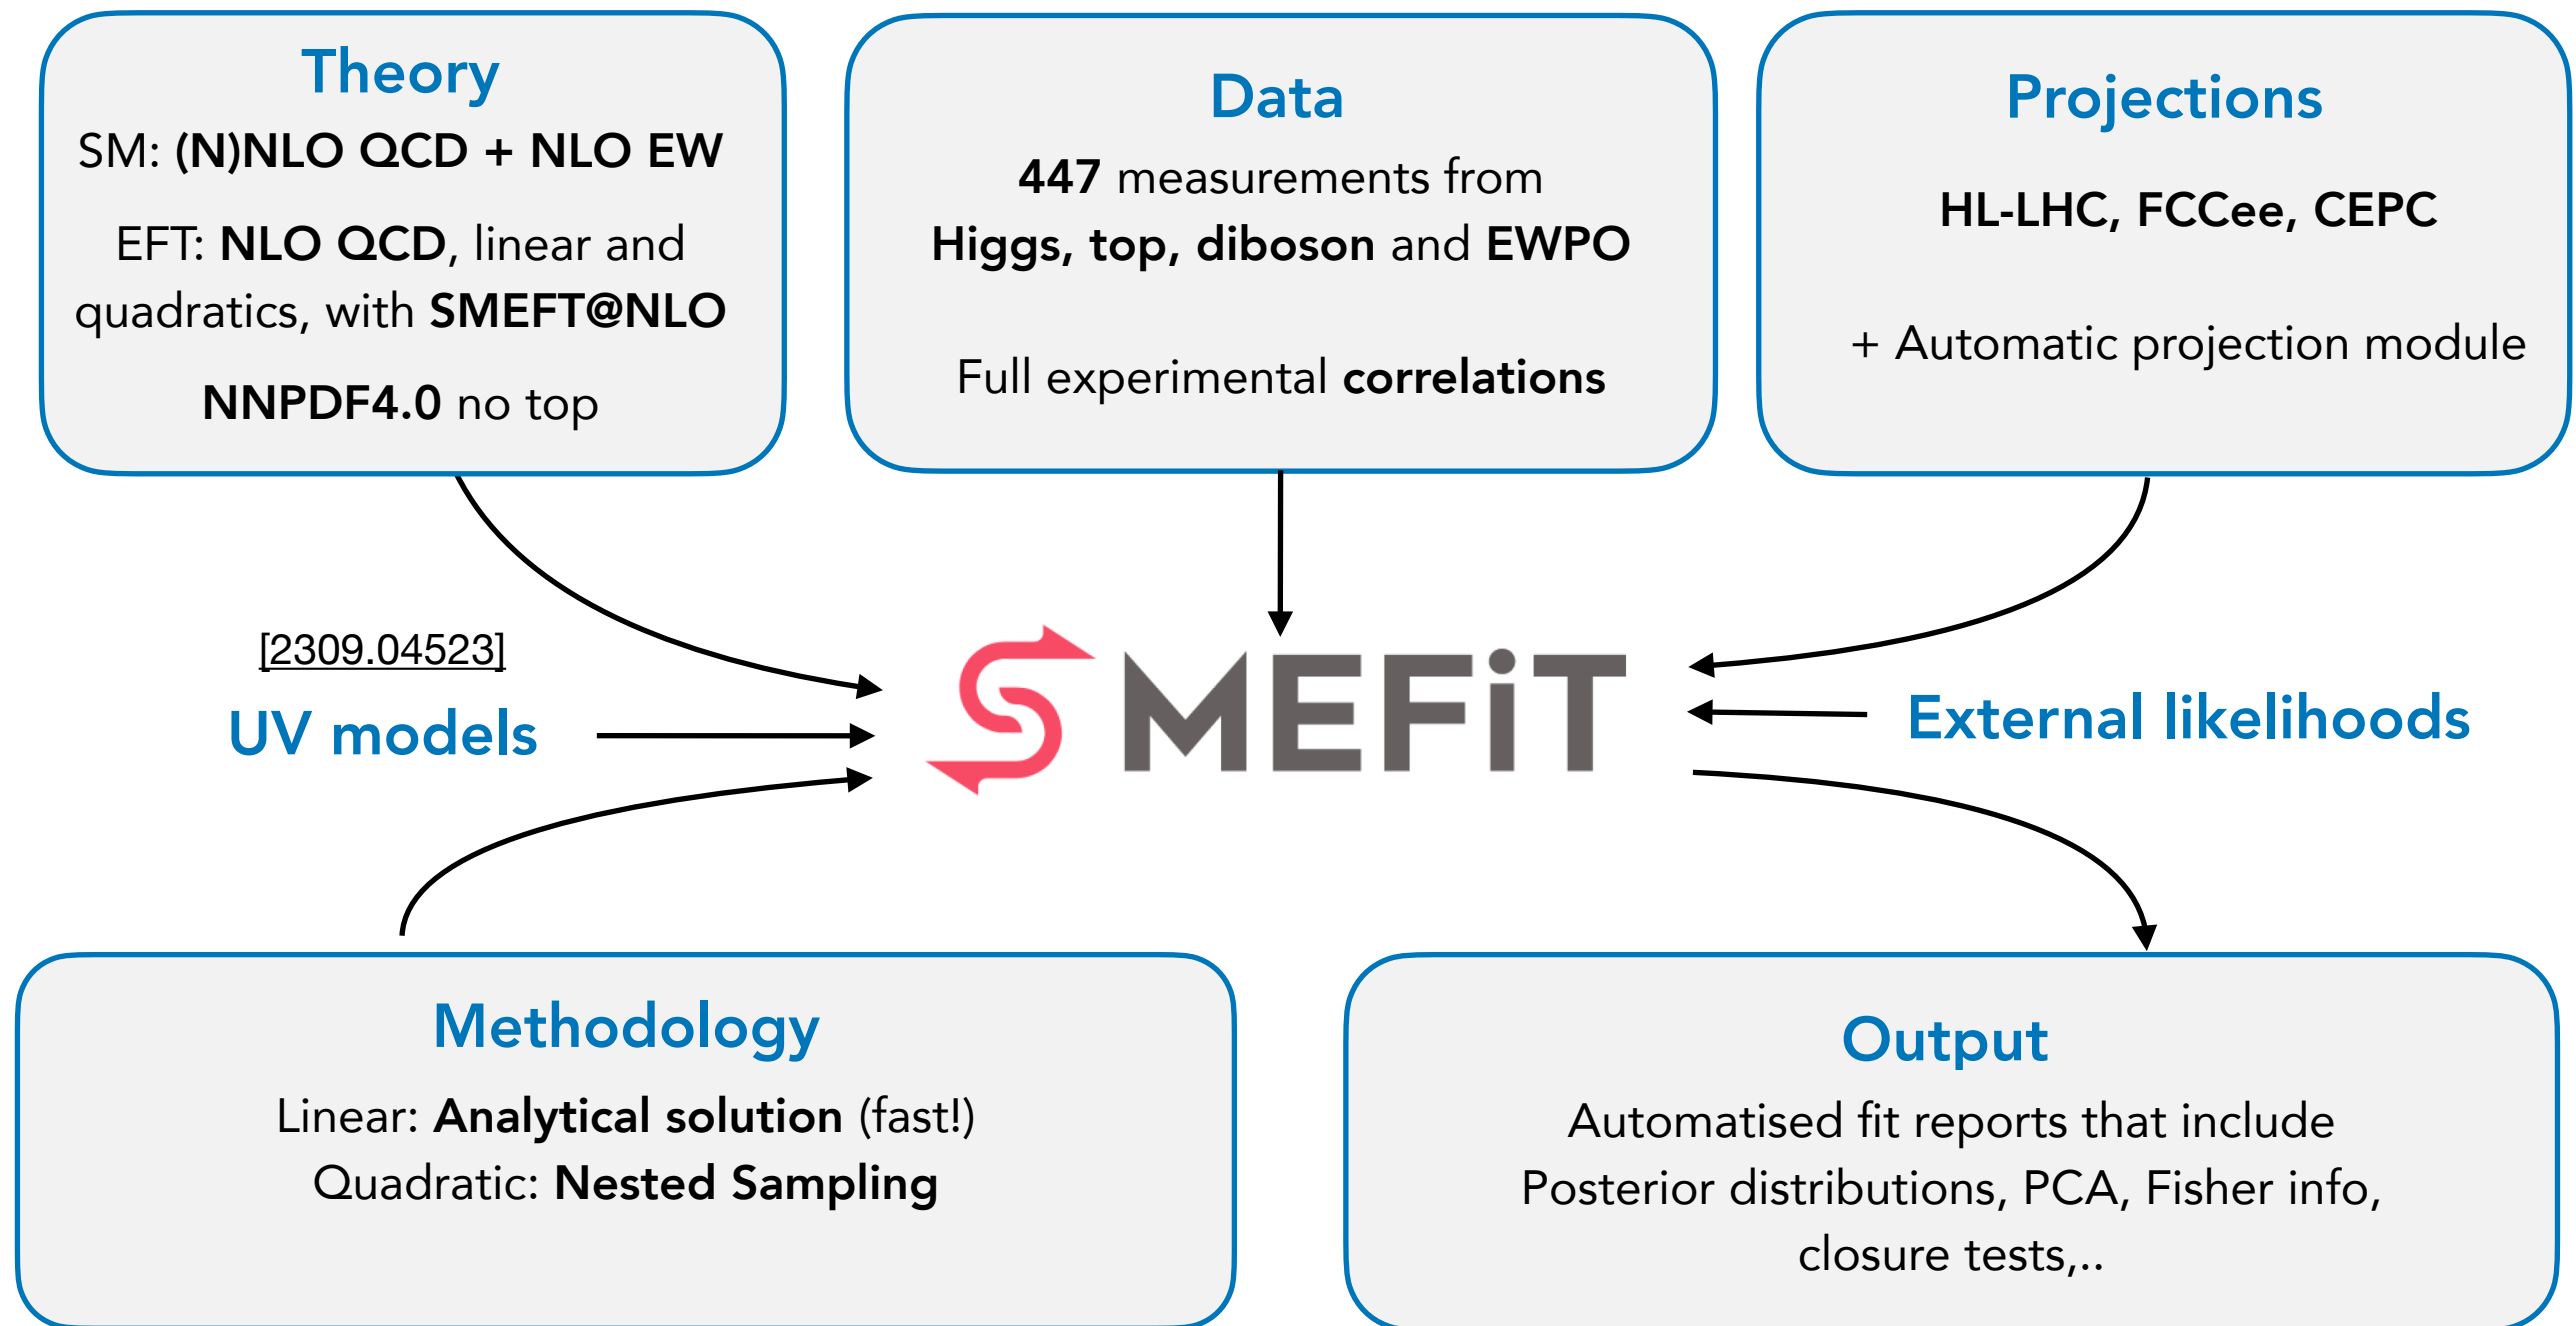 Theory
SM: (N)NLO QCD + NLO EW
EFT: NLO QCD, linear and
quadratics, with SMEFT@NLO
NNPDF4.0 no top
Data
447 measurements from
Higgs, top, diboson and EWPO
Full experimental correlations
Projections
HL-LHC, FCCee, CEPC
+ Automatic projection module
[2309.04523]
UV models
SMEFiT
External likelihoods
Methodology
Linear: Analytical solution (fast!)
Quadratic: Nested Sampling
Output
Automatised fit reports that include
Posterior distributions, PCA, Fisher info,
closure tests,..